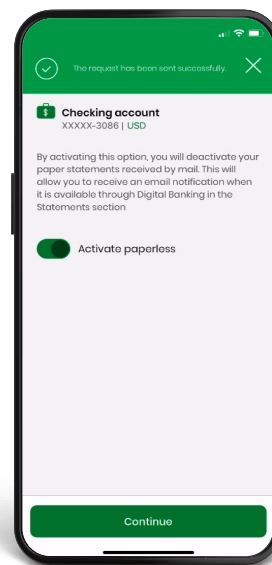 The request has been sent successfully.
Checking account
XXXXX-3086 | USD
By activating this option, you will deactivate your
paper statements received by mail. This will
allow you to receive an email notification when
it is available through Digital Banking in the
Statements section
Activate paperless
Continue